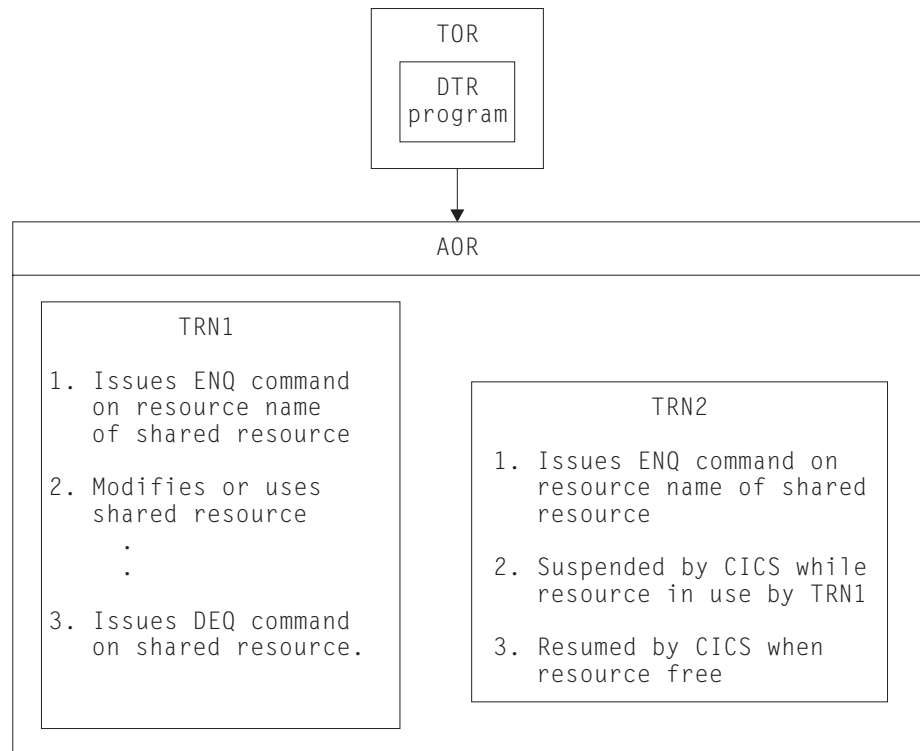 TOR
DTR
program
AOR
TRN1
1. Issues ENQ command
on resource name
of shared resource
2. Modifies or uses
shared resource
.
.
3. Issues DEQ command
on shared resource.
TRN2
1. Issues ENQ command on
resource name of shared
resource
2. Suspended by CICS while
resource in use by TRN1
3. Resumed by CICS when
resource free